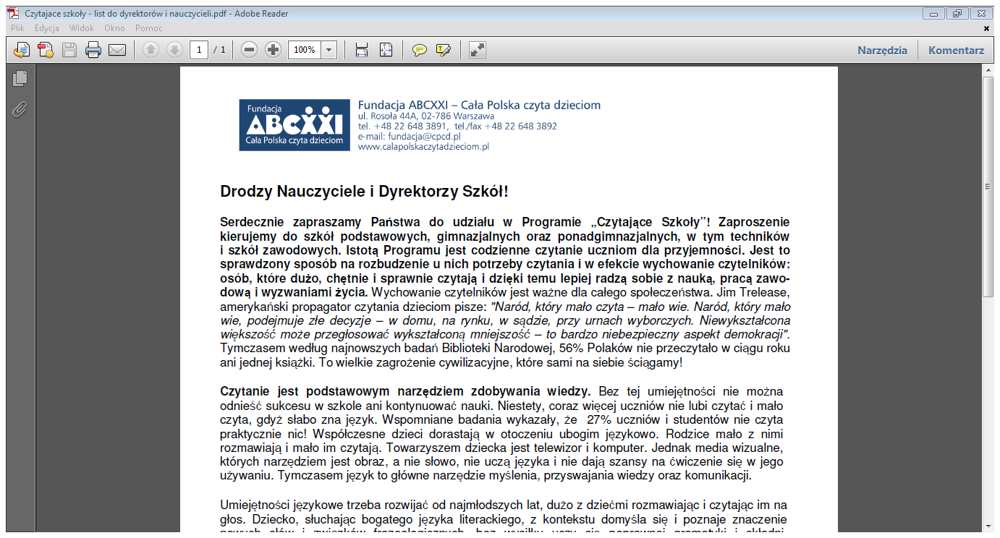 Czytajace szkoły - list do dyrektorów i nauczycieli.pdf - Adobe Reader
Plik Edycja Widok Okno Pomoc
1 / 1 100% Narzędzia Komentarz
Fundacja
ABCXXI
Cała Polska czyta dzieciom
Fundacja ABCXXI – Cała Polska czyta dzieciom
ul. Rosoła 44A, 02-786 Warszawa
tel. +48 22 648 3891, tel./fax +48 22 648 3892
e-mail: fundacja@cpcd.pl
www.calapolskaczytadzieciom.pl
Drodzy Nauczyciele i Dyrektorzy Szkół!
Serdecznie zapraszamy Państwa do udziału w Programie „Czytające Szkoły”! Zaproszenie
kierujemy do szkół podstawowych, gimnazjalnych oraz ponadgimnazjalnych, w tym techników
i szkół zawodowych. Istotą Programu jest codzienne czytanie uczniom dla przyjemności. Jest to
sprawdzony sposób na rozbudzenie u nich potrzeby czytania i w efekcie wychowanie czytelników:
osób, które dużo, chętnie i sprawnie czytają i dzięki temu lepiej radzą sobie z nauką, pracą zawo-
dową i wyzwaniami życia. Wychowanie czytelników jest ważne dla całego społeczeństwa. Jim Trelease,
amerykański propagator czytania dzieciom pisze: "Naród, który mało czyta – mało wie. Naród, który mało
wie, podejmuje złe decyzje – w domu, na rynku, w sądzie, przy urnach wyborczych. Niewykształcona
większość może przegłosować wykształconą mniejszość – to bardzo niebezpieczny aspekt demokracji".
Tymczasem według najnowszych badań Biblioteki Narodowej, 56% Polaków nie przeczytało w ciągu roku
ani jednej książki. To wielkie zagrożenie cywilizacyjne, które sami na siebie ściągamy!
Czytanie jest podstawowym narzędziem zdobywania wiedzy. Bez tej umiejętności nie można
odnieść sukcesu w szkole ani kontynuować nauki. Niestety, coraz więcej uczniów nie lubi czytać i mało
czyta, gdyż słabo zna język. Wspomniane badania wykazały, że 27% uczniów i studentów nie czyta
praktycznie nic! Współczesne dzieci dorastają w otoczeniu ubogim językowo. Rodzice mało z nimi
rozmawiają i mało im czytają. Towarzyszem dziecka jest telewizor i komputer. Jednak media wizualne,
których narzędziem jest obraz, a nie słowo, nie uczą języka i nie dają szansy na ćwiczenie się w jego
używaniu. Tymczasem język to główne narzędzie myślenia, przyswajania wiedzy oraz komunikacji.
Umiejętności językowe trzeba rozwijać od najmłodszych lat, dużo z dziećmi rozmawiając i czytając im na
głos. Dziecko, słuchając bogatego języka literackiego, z kontekstu domyśla się i poznaje znaczenie
nowych słów i związków frazeologicznych, bez wysiłku uczy się poprawnej gramatyki i składni.